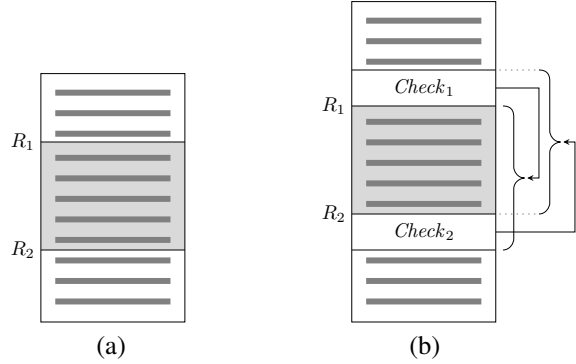 R₁
R₂
(a)
Check₁
R₁
R₂
Check₂
(b)